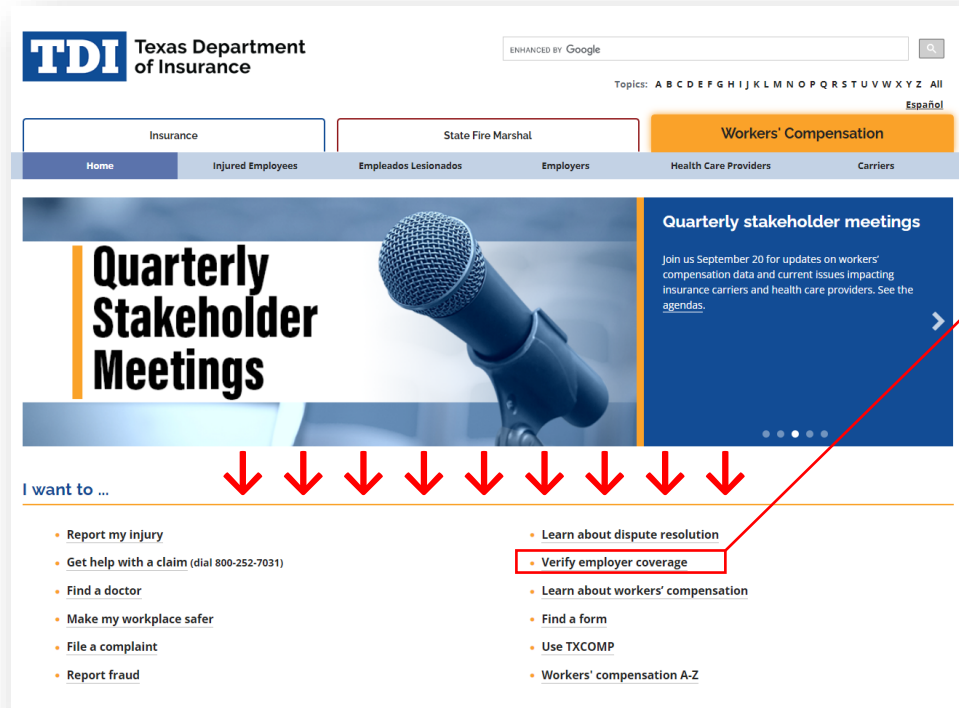 TDI Texas Department
of Insurance
ENHANCED BY Google
Topics: A B C D E F G H I J K L M N O P Q R S T U V W X Y Z All
Español
Insurance
State Fire Marshal
Workers' Compensation
Home
Injured Employees
Empleados Lesionados
Employers
Health Care Providers
Carriers
Quarterly
Stakeholder
Meetings
Quarterly stakeholder meetings
Join us September 20 for updates on workers'
compensation data and current issues impacting
insurance carriers and health care providers. See the
agendas.
I want to ...
Report my injury
Get help with a claim (dial 800-252-7031)
Find a doctor
Make my workplace safer
File a complaint
Report fraud
Learn about dispute resolution
Verify employer coverage
Learn about workers’ compensation
Find a form
Use TXCOMP
Workers' compensation A-Z